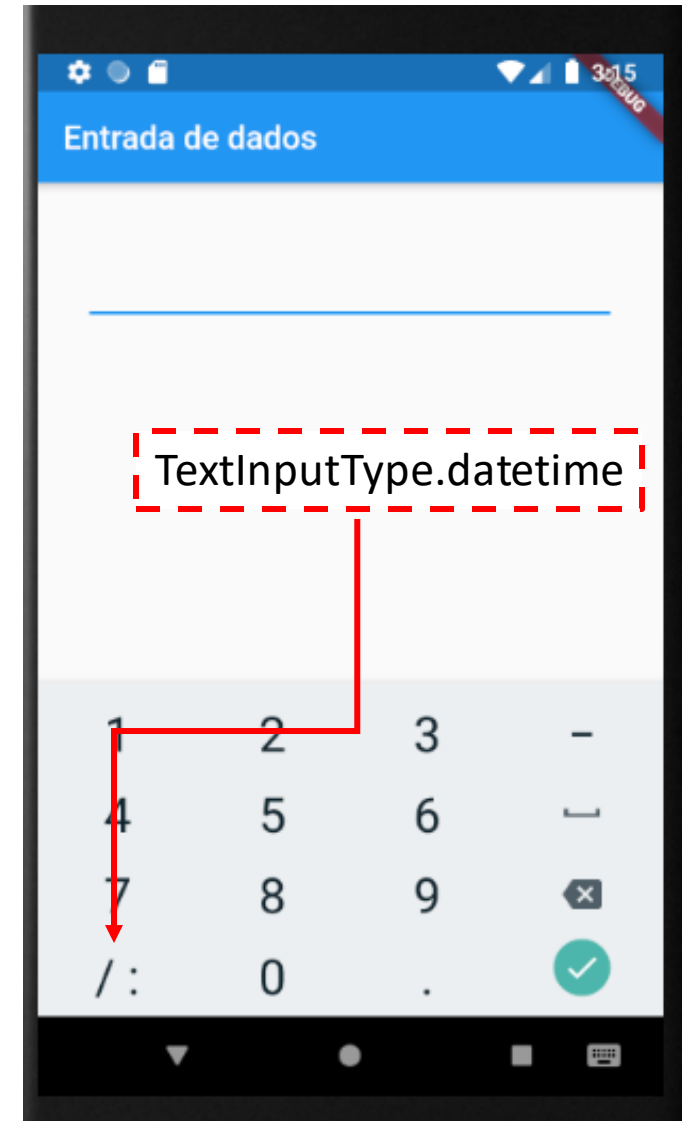 3:15
DEBUG
Entrada de dados
TextInputType.datetime
1 2 3 -
4 5 6
7 8 9
/ : 0 .